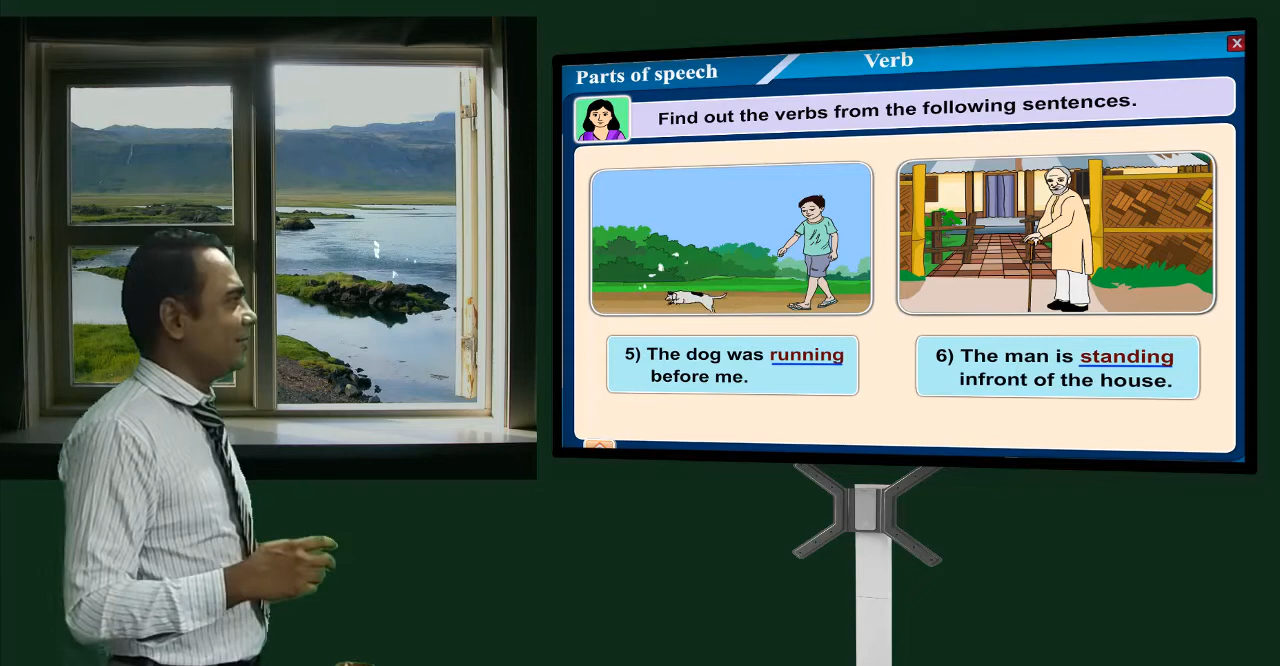 Parts of speech
Verb
X
Find out the verbs from the following sentences.
5) The dog was running
before me.
6) The man is standing
infront of the house.